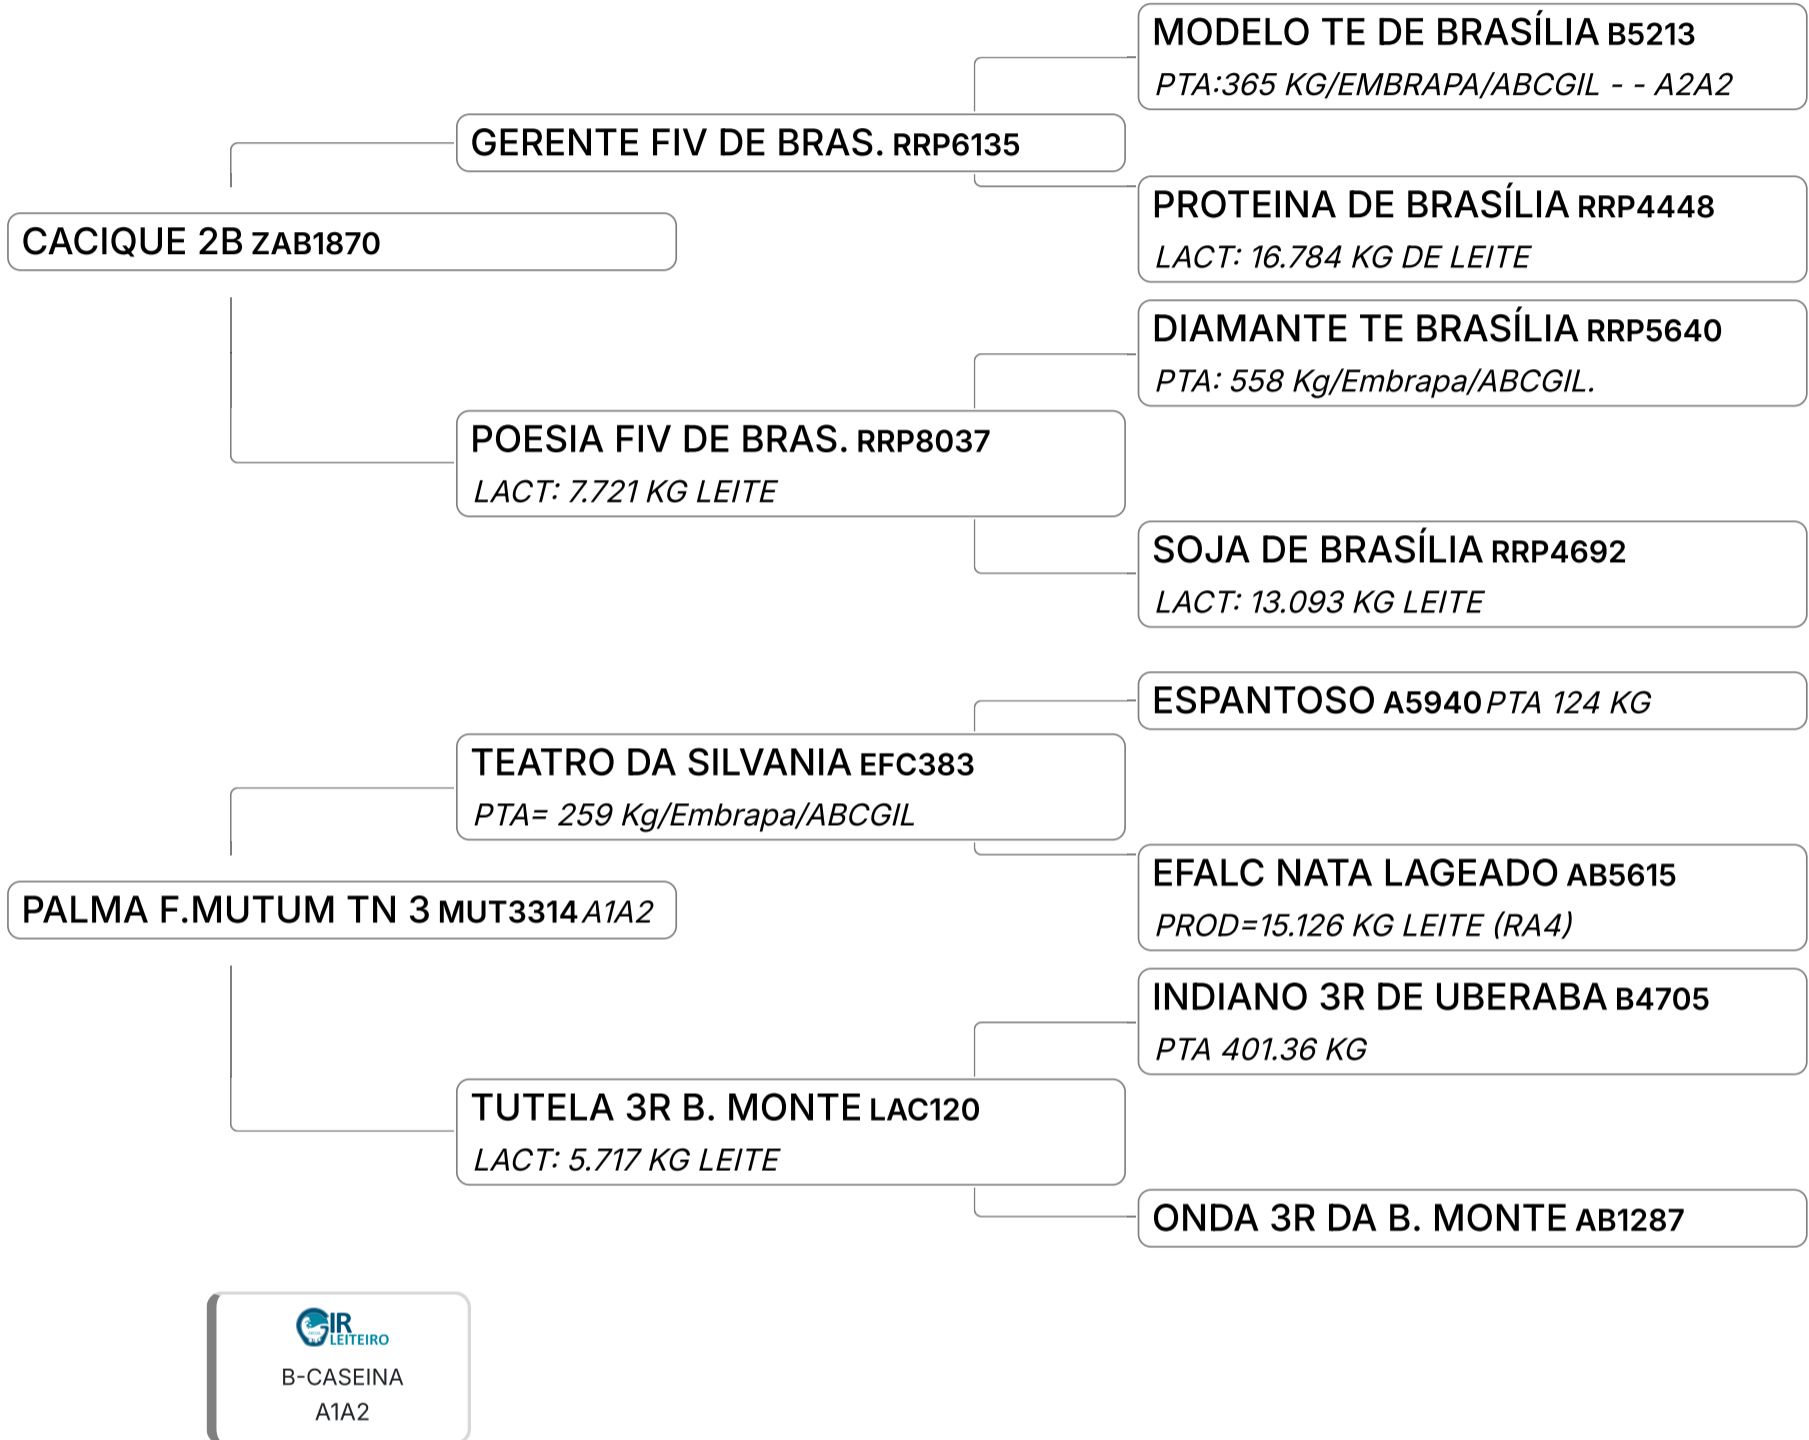 MODELO TE DE BRASÍLIA B5213
PTA:365 KG/EMBRAPA/ABCGIL - - A2A2
GERENTE FIV DE BRAS. RRP6135
PROTEINA DE BRASÍLIA RRP4448
LACT: 16.784 KG DE LEITE
CACIQUE 2B ZAB1870
DIAMANTE TE BRASÍLIA RRP5640
PTA: 558 Kg/Embrapa/ABCGIL.
POESIA FIV DE BRAS. RRP8037
LACT: 7.721 KG LEITE
SOJA DE BRASÍLIA RRP4692
LACT: 13.093 KG LEITE
ESPANTOSO A5940 PTA 124 KG
TEATRO DA SILVANIA EFC383
PTA= 259 Kg/Embrapa/ABCGIL
EFALC NATA LAGEADO AB5615
PROD=15.126 KG LEITE (RA4)
PALMA F.MUTUM TN 3 MUT3314 A1A2
INDIANO 3R DE UBERABA B4705
PTA 401.36 KG
TUTELA 3R B. MONTE LAC120
LACT: 5.717 KG LEITE
ONDA 3R DA B. MONTE AB1287
GIR
LEITEIRO
B-CASEINA
A1A2